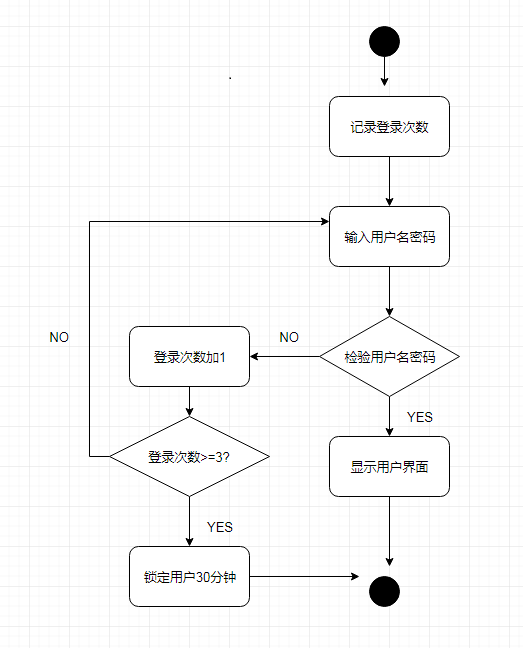 记录登录次数
输入用户名密码
检验用户名密码
NO
登录次数加1
登录次数>=3?
NO
YES
显示用户界面
YES
锁定用户30分钟